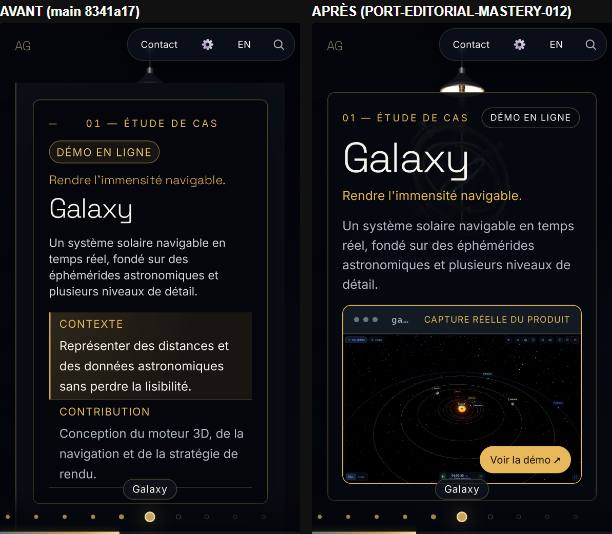 AVANT (main 8341a17)
AG
Contact
EN
— 01 — ÉTUDE DE CAS
DÉMO EN LIGNE
Rendre l'immensité navigable.
Galaxy
Un système solaire navigable en
temps réel, fondé sur des
éphémérides astronomiques et
plusieurs niveaux de détail.
CONTEXTE
Représenter des distances et
des données astronomiques
sans perdre la lisibilité.
CONTRIBUTION
Conception du moteur 3D, de la
navigation et de la stratégie de
rendu.
Galaxy
APRÈS (PORT-EDITORIAL-MASTERY-012)
AG
Contact
EN
01 — ÉTUDE DE CAS
DÉMO EN LIGNE
Galaxy
Rendre l'immensité navigable.
Un système solaire navigable en temps
réel, fondé sur des éphémérides
astronomiques et plusieurs niveaux de
détail.
ga…
CAPTURE RÉELLE DU PRODUIT
Voir la démo ↗
Galaxy